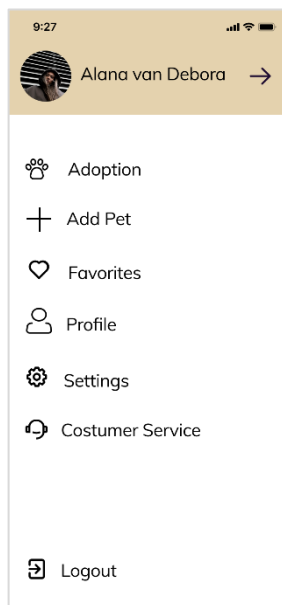 9:27
Alana van Debora
Adoption
Add Pet
Favorites
Profile
Settings
Costumer Service
Logout